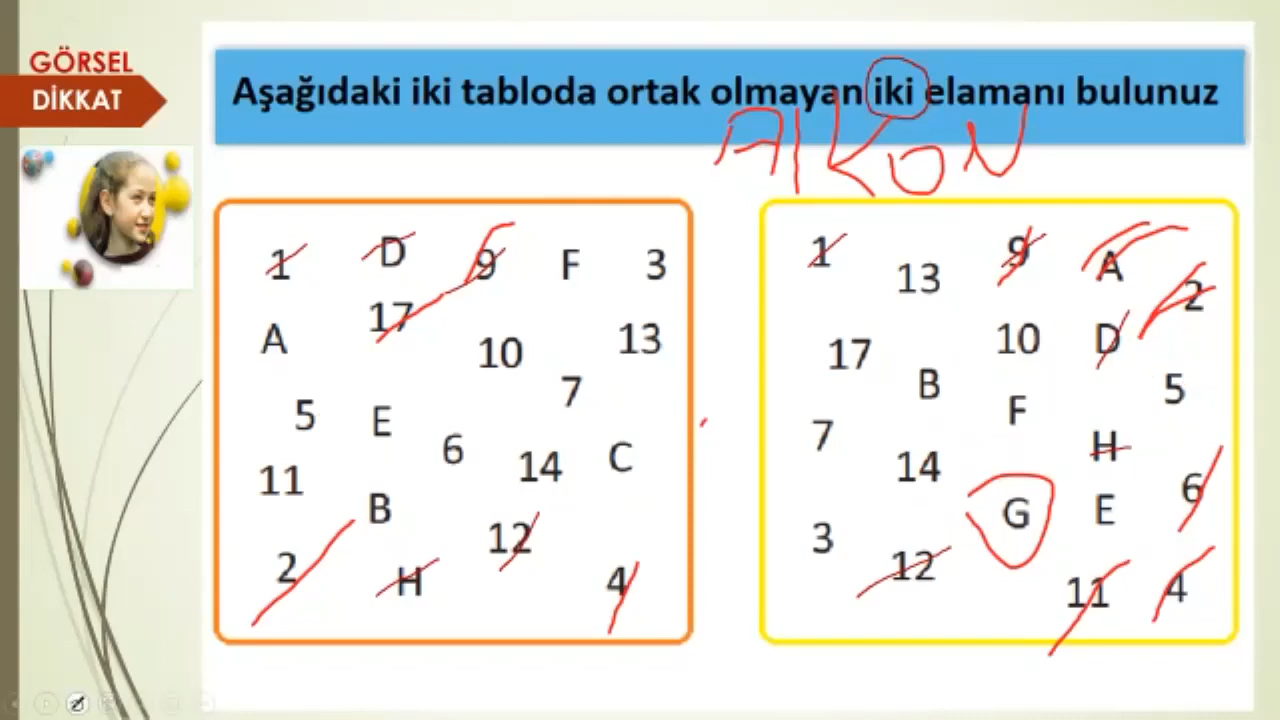 GÖRSEL
DİKKAT
Aşağıdaki iki tabloda ortak olmayan iki elamanı bulunuz
AIKON
1 D 9 F 3
A 17 10 13
5 E 7
11 6 14 C
B 12
2 H 4
1 13 9 A 2
17 B 10 D 5
7 14 F H
3 G E 6
12 11 4